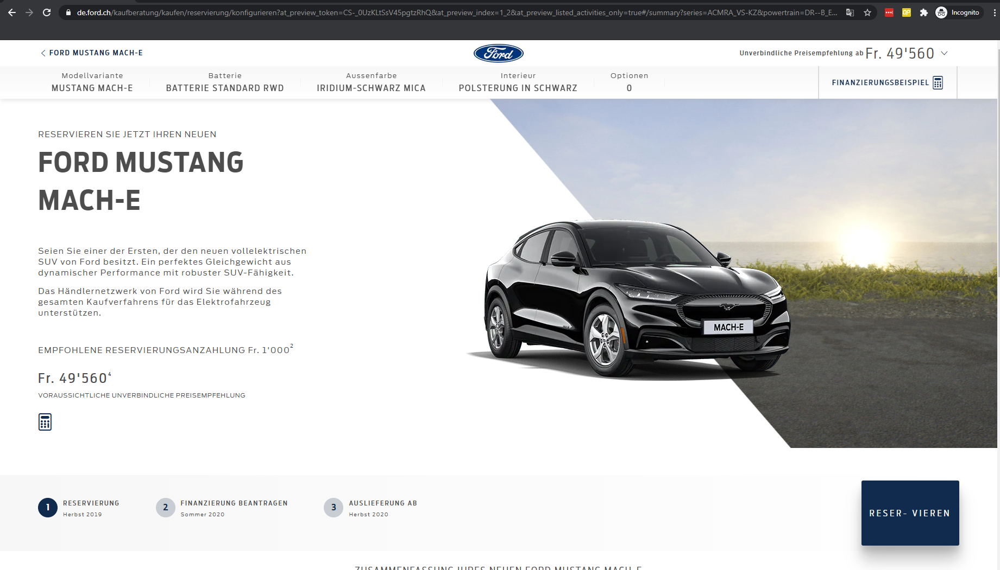 de.ford.ch/kaufberatung/kaufen/reservierung/konfigurieren?at_preview_token=CS-_0UzKLtSsV45pgtzRhQ&at_preview_index=1_2&at_preview_listed_activities_only=true#/summary?series=ACMRA_VS-KZ&powertrain=DR--B_E...
Incognito
FORD MUSTANG MACH-E
Ford
Unverbindliche Preisempfehlung ab Fr. 49'560
Modellvariante
MUSTANG MACH-E
Batterie
BATTERIE STANDARD RWD
Aussenfarbe
IRIDIUM-SCHWARZ MICA
Interieur
POLSTERUNG IN SCHWARZ
Optionen
0
FINANZIERUNGSBEISPIEL
RESERVIEREN SIE JETZT IHREN NEUEN
FORD MUSTANG
MACH-E
Seien Sie einer der Ersten, der den neuen vollelektrischen
SUV von Ford besitzt. Ein perfektes Gleichgewicht aus
dynamischer Performance mit robuster SUV-Fähigkeit.
Das Händlernetzwerk von Ford wird Sie während des
gesamten Kaufverfahrens für das Elektrofahrzeug
unterstützen.
EMPFOHLENE RESERVIERUNGSANZAHLUNG Fr. 1'000²
Fr. 49'560⁴
VORAUSSICHTLICHE UNVERBINDLICHE PREISEMPFEHLUNG
MACH-E
1
RESERVIERUNG
Herbst 2019
2
FINANZIERUNG BEANTRAGEN
Sommer 2020
3
AUSLIEFERUNG AB
Herbst 2020
RESER- VIEREN
ZUSAMMENFASSUNG IHRES NEUEN FORD MUSTANG MACH-E